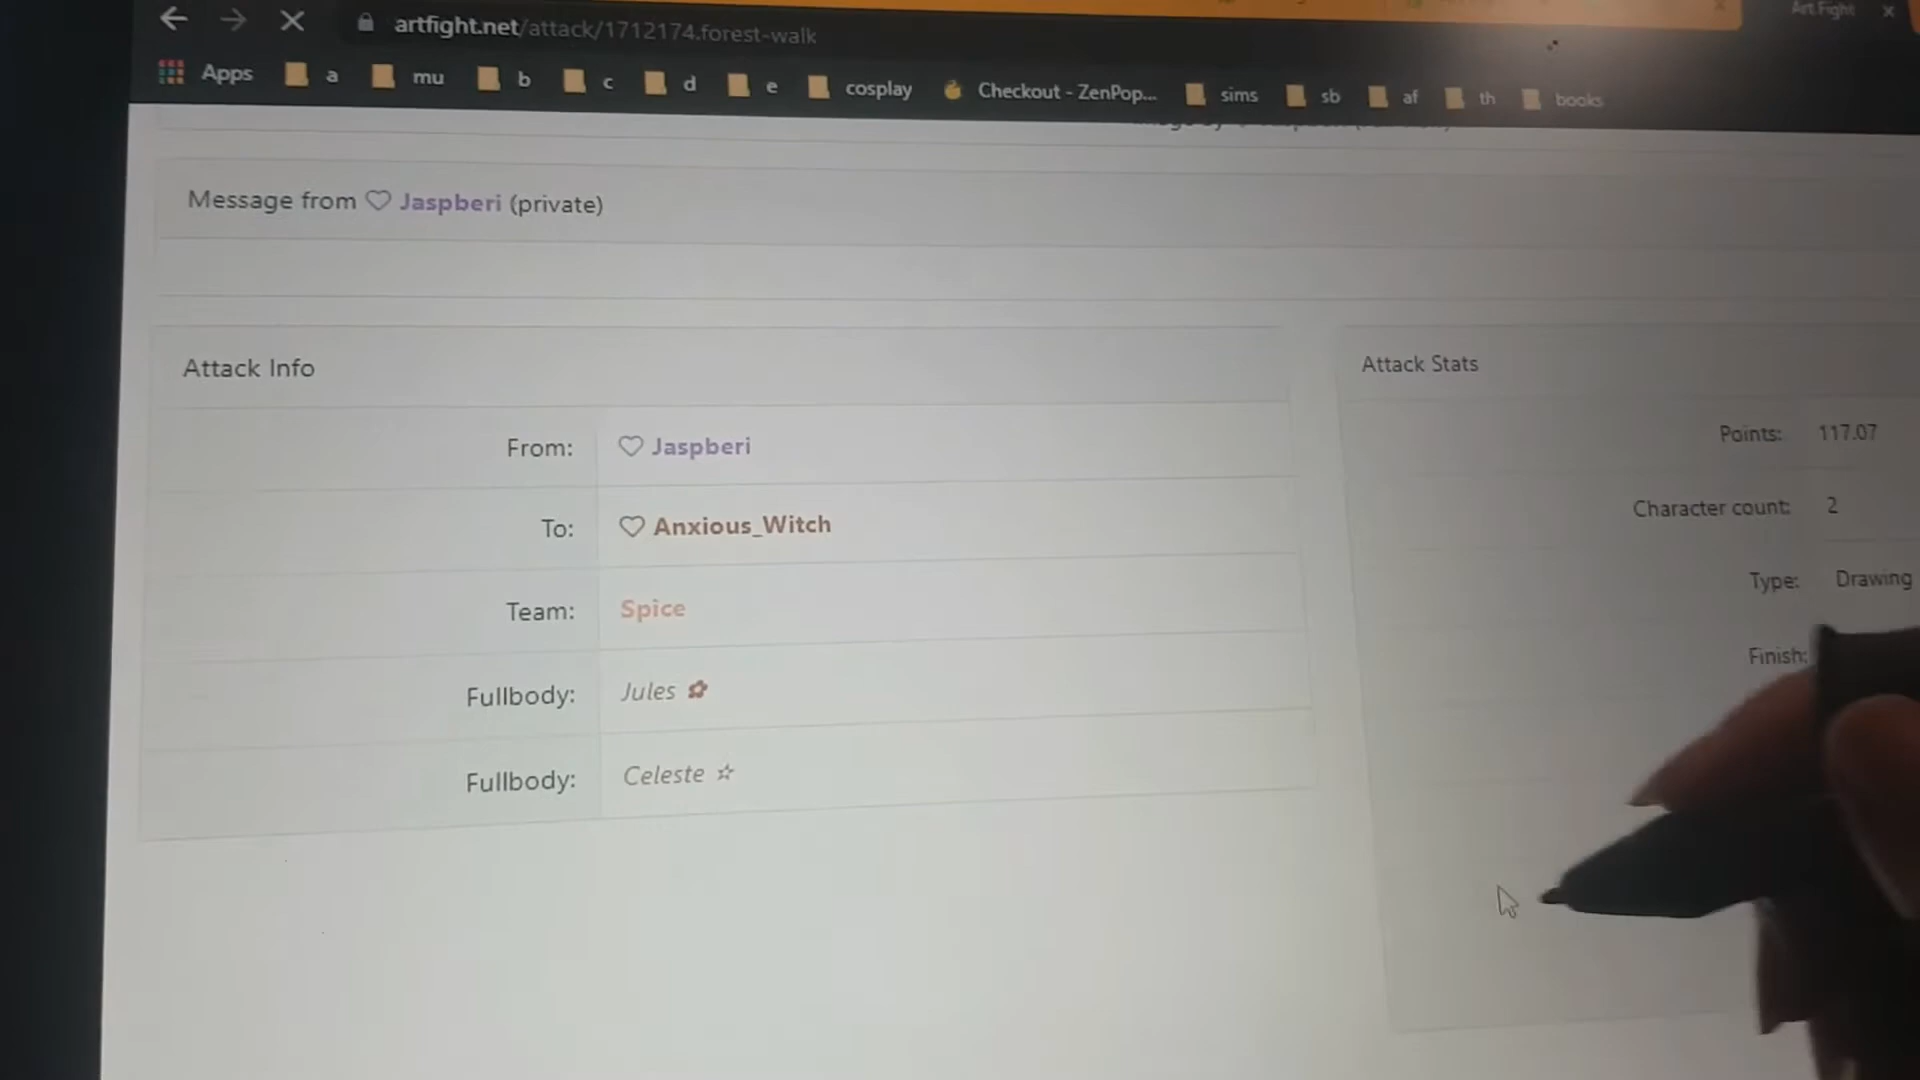 Art Fight
artfight.net/attack/1712174.forest-walk
Apps a mu b c d e cosplay Checkout - ZenPop... sims sb af th books
Message from Jaspberi (private)
Attack Info
From: Jaspberi
To: Anxious_Witch
Team: Spice
Fullbody: Jules
Fullbody: Celeste
Attack Stats
Points: 117.07
Character count: 2
Type: Drawing
Finish: